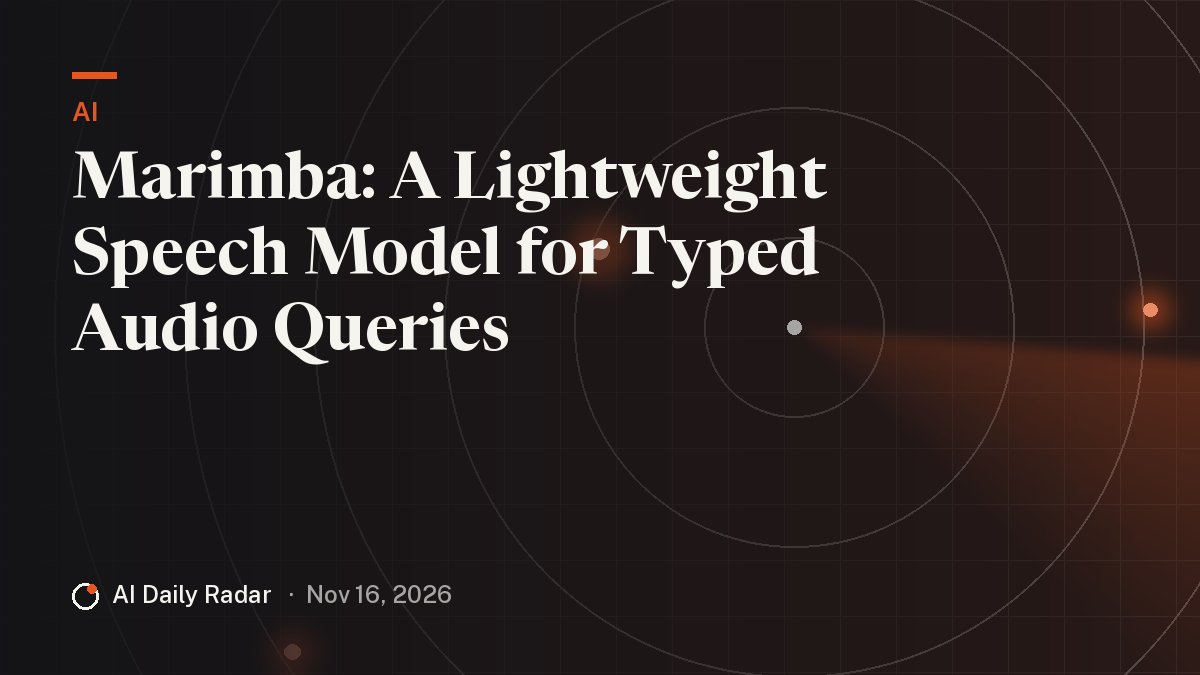 AI
Marimba: A Lightweight
Speech Model for Typed
Audio Queries
AI Daily Radar · Nov 16, 2026